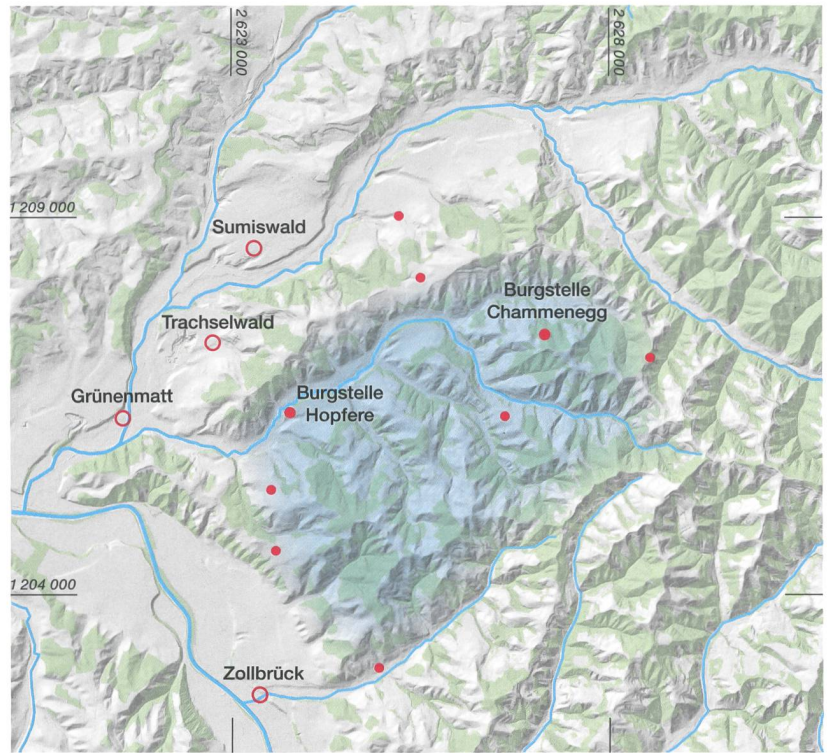 2 623 000
2 628 000
1 209 000
Sumiswald
Burgstelle
Chammenegg
Trachselwald
Grünenmatt
Burgstelle
Hopfere
1 204 000
Zollbrück